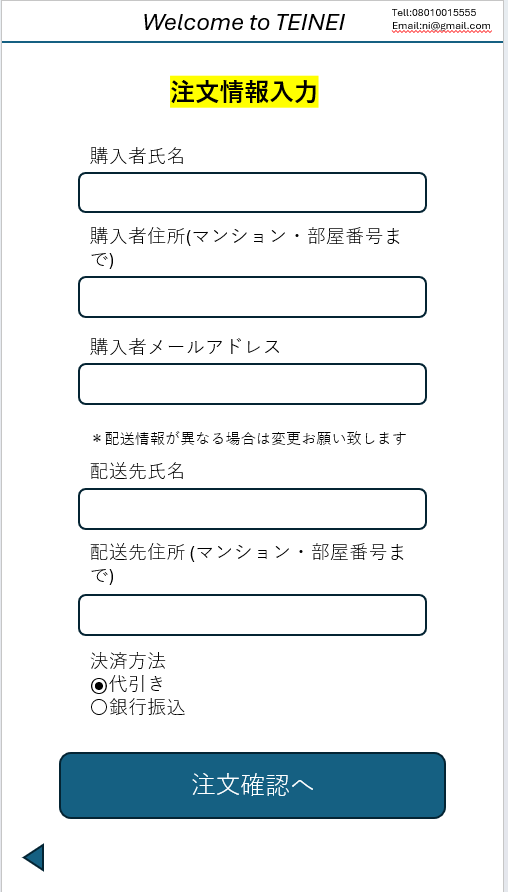 Welcome to TEINEI
Tell:08010015555
Email:ni@gmail.com
注文情報入力
購入者氏名
購入者住所(マンション・部屋番号ま
で)
購入者メールアドレス
＊配送情報が異なる場合は変更お願い致します
配送先氏名
配送先住所 (マンション・部屋番号ま
で)
決済方法
代引き
銀行振込
注文確認へ